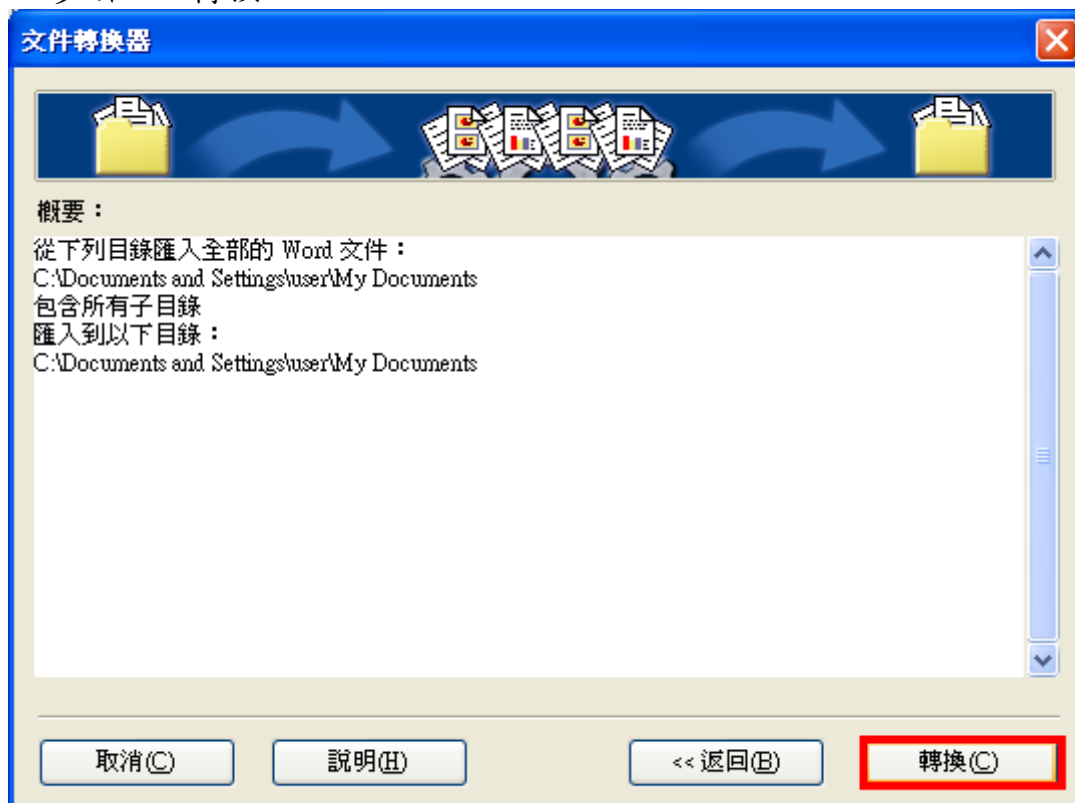 文件轉換器
概要：
從下列目錄匯入全部的 Word 文件：
C:\Documents and Settings\user\My Documents
包含所有子目錄
匯入到以下目錄：
C:\Documents and Settings\user\My Documents
取消(C)
説明(H)
<< 返回(B)
轉換(C)